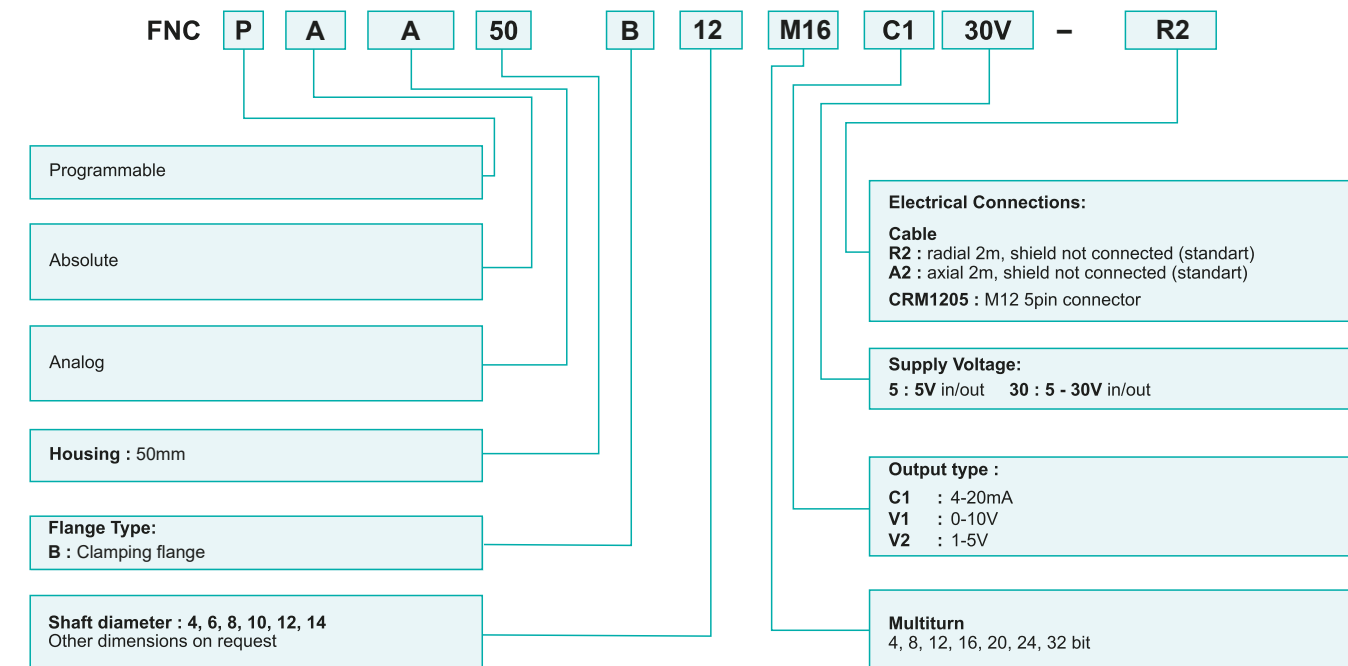 FNC P A A 50 B 12 M16 C1 30V – R2
Programmable
Absolute
Analog
Housing : 50mm
Flange Type:
B : Clamping flange
Shaft diameter : 4, 6, 8, 10, 12, 14
Other dimensions on request
Electrical Connections:
Cable
R2 : radial 2m, shield not connected (standart)
A2 : axial 2m, shield not connected (standart)
CRM1205 : M12 5pin connector
Supply Voltage:
5 : 5V in/out 30 : 5 - 30V in/out
Output type :
C1 : 4-20mA
V1 : 0-10V
V2 : 1-5V
Multiturn
4, 8, 12, 16, 20, 24, 32 bit